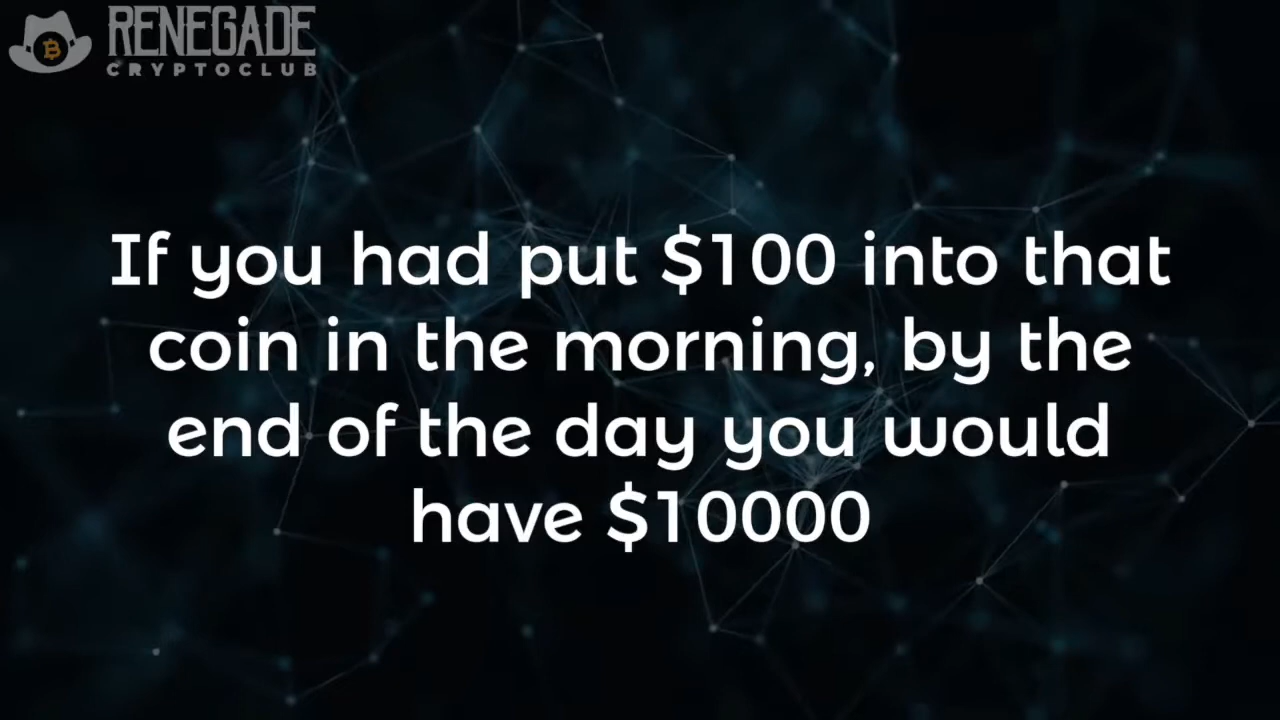 RENEGADE
CRYPTOCLUB
If you had put $100 into that
coin in the morning, by the
end of the day you would
have $10000